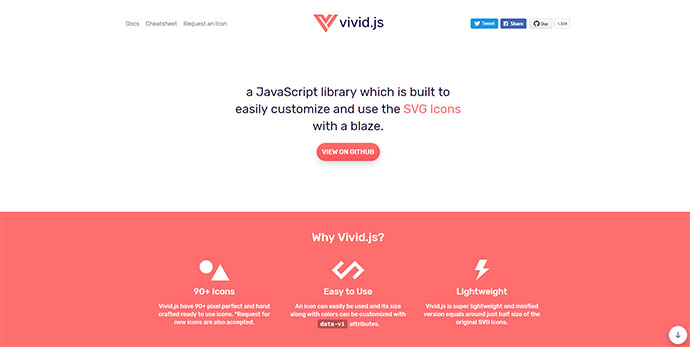 Docs Cheatsheet Request an Icon
vivid.js
Tweet Share Star 1,304
a JavaScript library which is built to
easily customize and use the SVG Icons
with a blaze.
VIEW ON GITHUB
Why Vivid.js?
90+ Icons
Vivid.js have 90+ pixel perfect and hand
crafted ready to use icons. *Request for
new icons are also accepted.
Easy to Use
An icon can easily be used and its size
along with colors can be customized with
data-vi attributes.
Lightweight
Vivid.js is super lightweight and minified
version equals around just half size of the
original SVG icons.